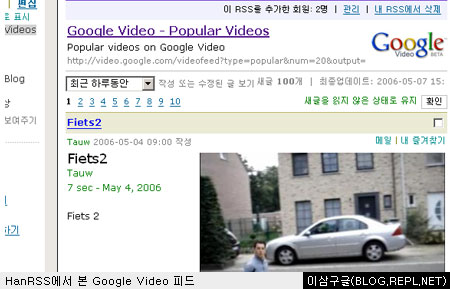 편집
이 RSS를 추가한 회원: 2명 | 관리 | 내 RSS에서 삭제
로 표시
videos
Google Video - Popular Videos
Popular videos on Google Video
http://video.google.com/videofeed?type=popular&num=20&output=
Google
Video BETA
Blog
최근 하루동안 작성 또는 수정된 글 보기 새글 100개 | 최종업데이트: 2006-05-07 15:
1 2 3 4 5 6 7 8 9 10 새글을 읽지 않은 상태로 유지 확인
보여주기
Fiets2
Tauw 2006-05-04 09:00 작성 메일 | 내 즐겨찾기
Fiets2
Tauw
7 sec - May 4, 2006
Fiets 2
하기
HanRSS에서 본 Google Video 피드 이삼구글(BLOG,REPL,NET)